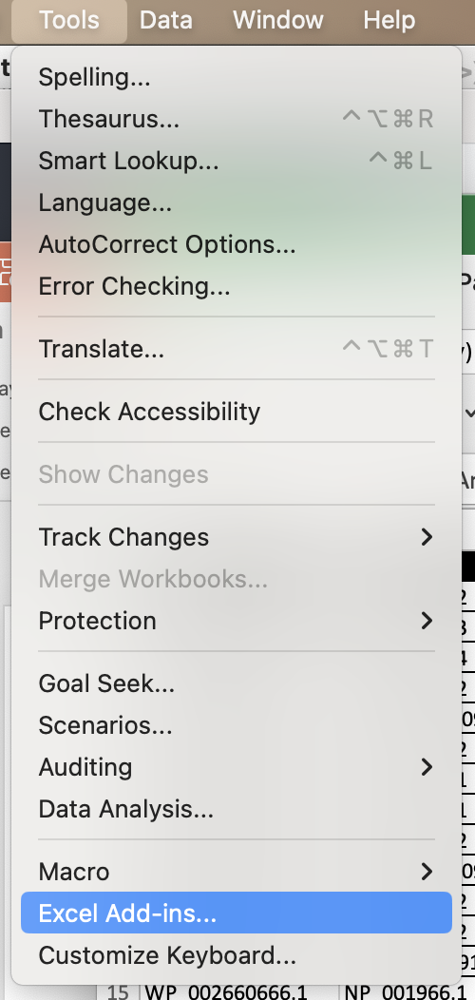 Tools Data Window Help
Spelling...
Thesaurus... ^⌥⌘R
Smart Lookup... ^⌘L
Language...
AutoCorrect Options...
Error Checking...
Translate... ^⌥⌘T
Check Accessibility
Show Changes
Track Changes >
Merge Workbooks...
Protection >
Goal Seek...
Scenarios...
Auditing >
Data Analysis...
Macro >
Excel Add-ins...
Customize Keyboard...
15 WP_002660666.1 NP_001966.1